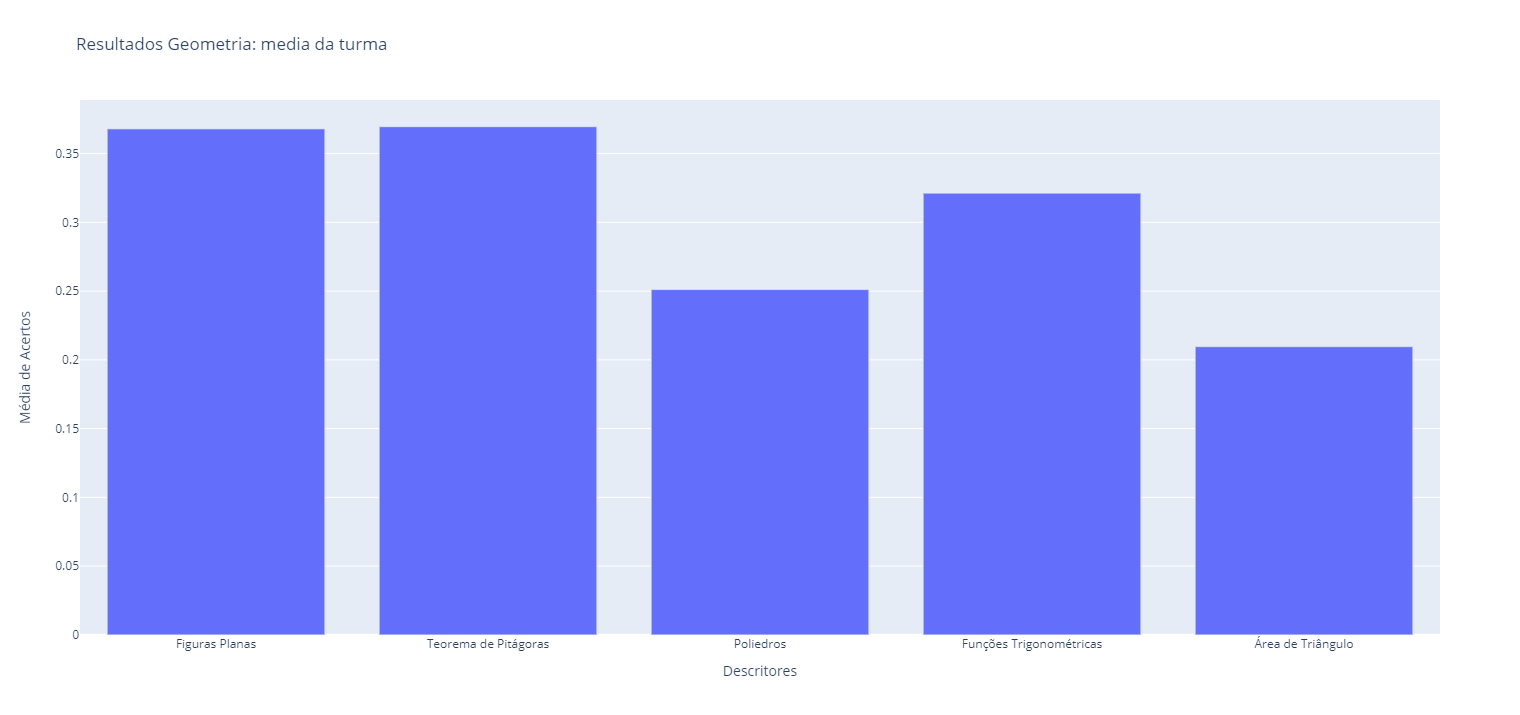 Resultados Geometria: media da turma
Média de Acertos
0.35
0.3
0.25
0.2
0.15
0.1
0.05
0
Figuras Planas
Teorema de Pitágoras
Poliedros
Funções Trigonométricas
Área de Triângulo
Descritores